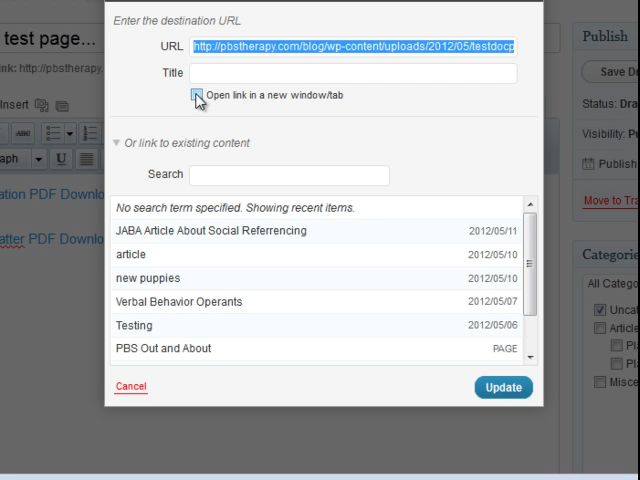 Enter the destination URL
test page...
Publish
URL http://pbstherapy.com/blog/wp-content/uploads/2012/05/testdocp
link: http://pbstherapy.
Title
Save D
Open link in a new window/tab
Insert
Status: Dra
ABC
Visibility: P
Or link to existing content
aph U
Publish
Search
ation PDF Downlo
Move to Tra
No search term specified. Showing recent items.
JABA Article About Social Referrencing 2012/05/11
atter PDF Downlo
article 2012/05/10
Categorie
new puppies 2012/05/10
All Catego
Verbal Behavior Operants 2012/05/07
Uncat
Testing 2012/05/06
Article
PBS Out and About PAGE
Pl
Pl
Cancel
Update
Misce